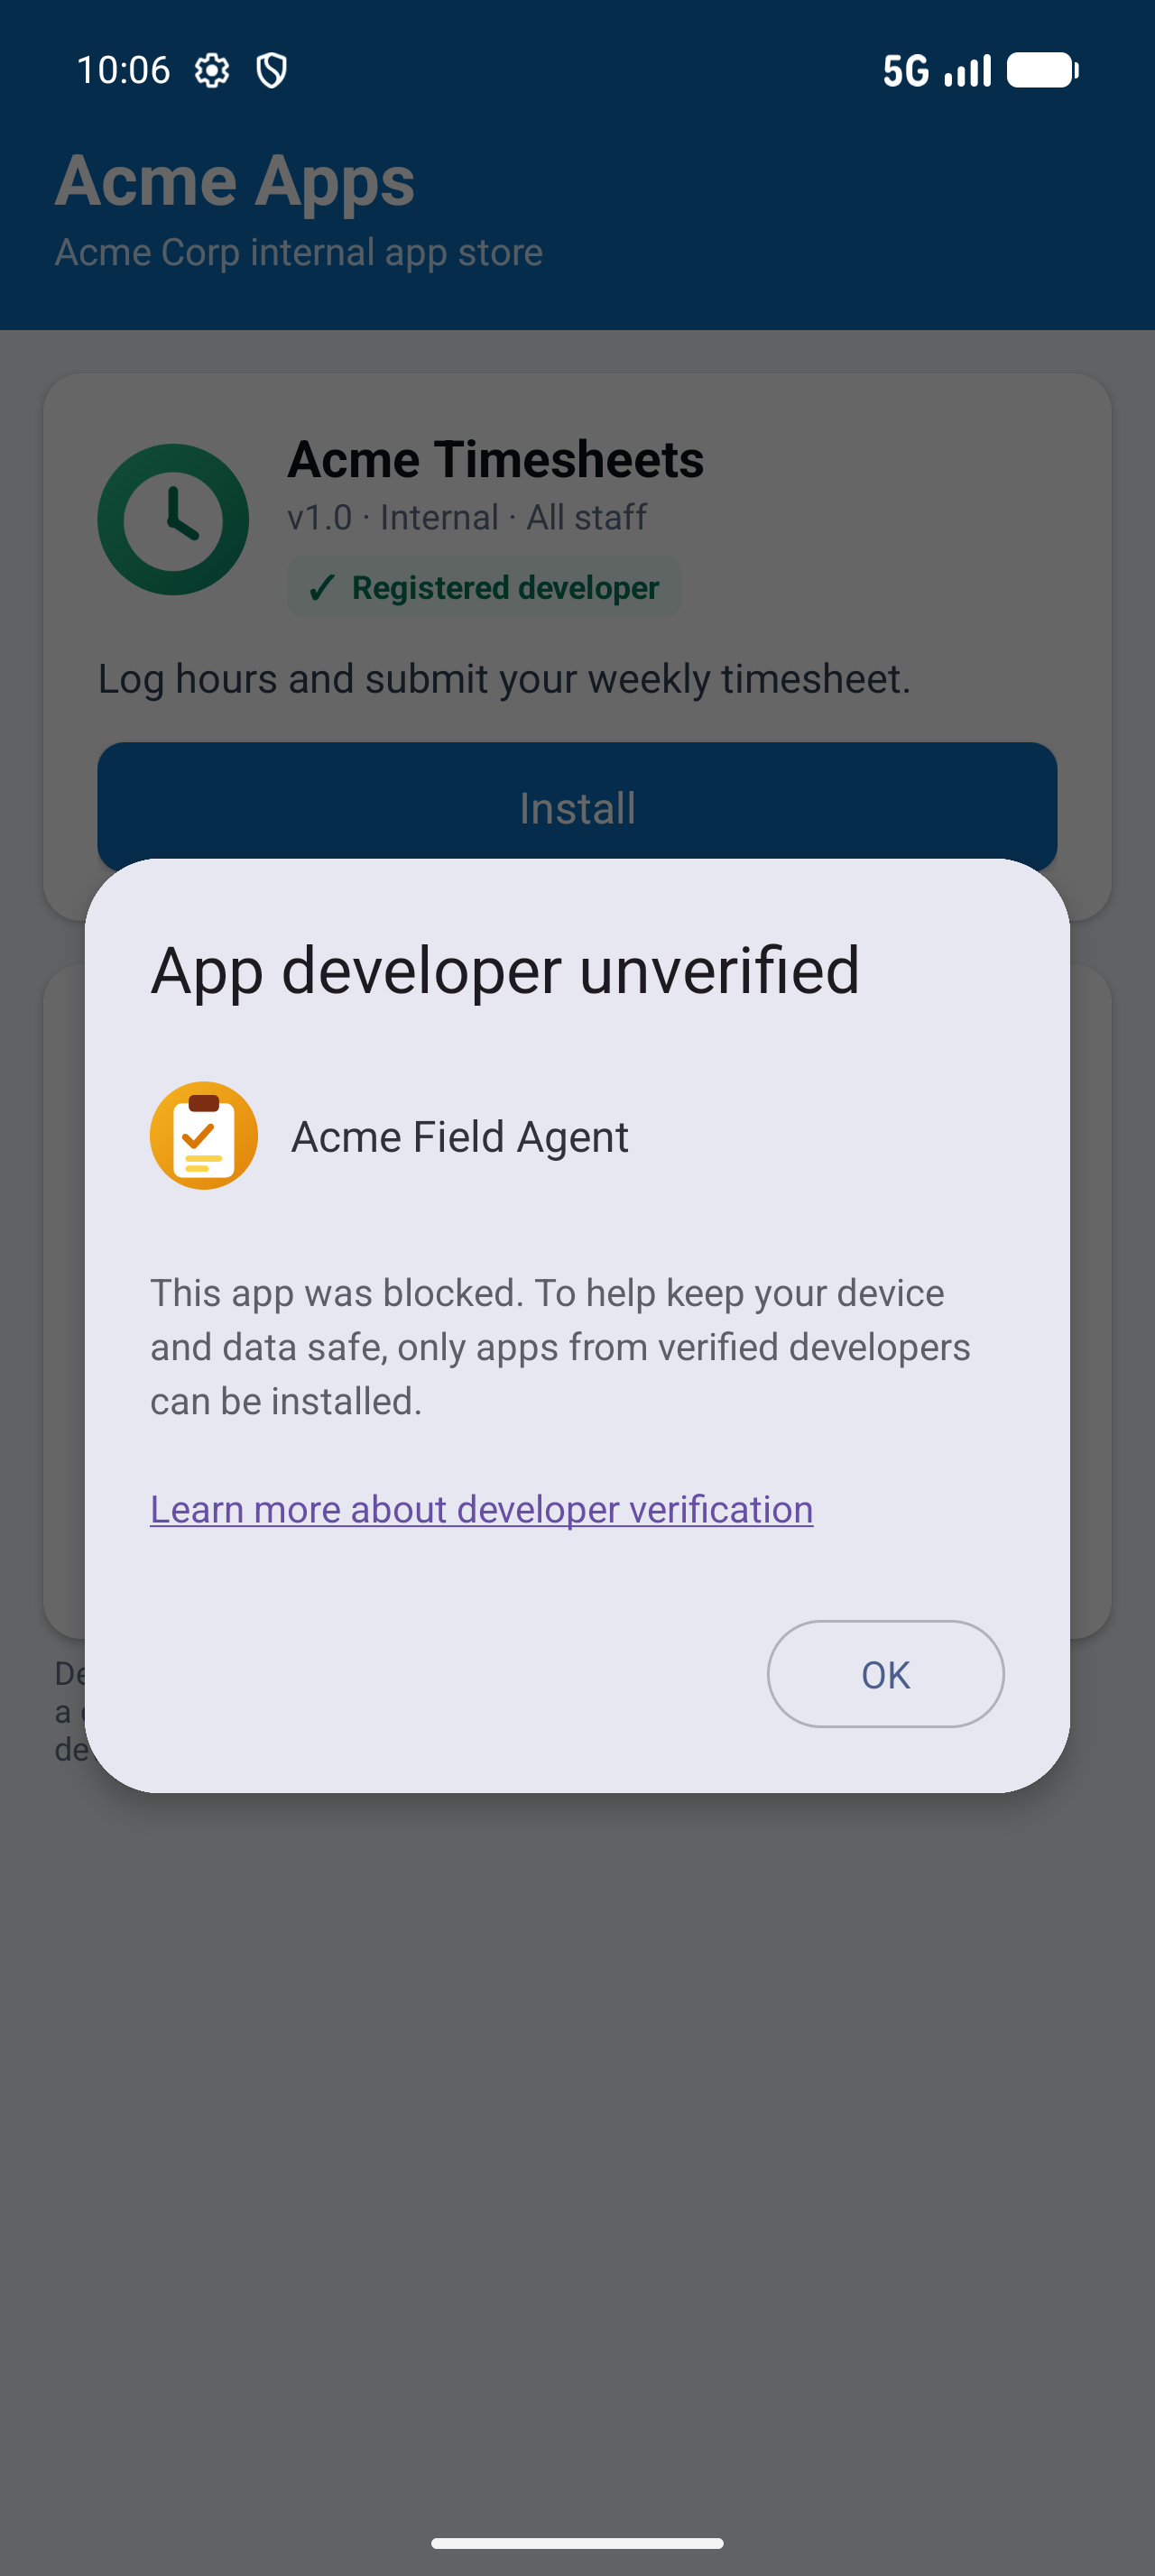 10:06
5G
Acme Apps
Acme Corp internal app store
Acme Timesheets
v1.0 · Internal · All staff
✓ Registered developer
Log hours and submit your weekly timesheet.
Install
App developer unverified
Acme Field Agent
This app was blocked. To help keep your device
and data safe, only apps from verified developers
can be installed.
Learn more about developer verification
OK
a